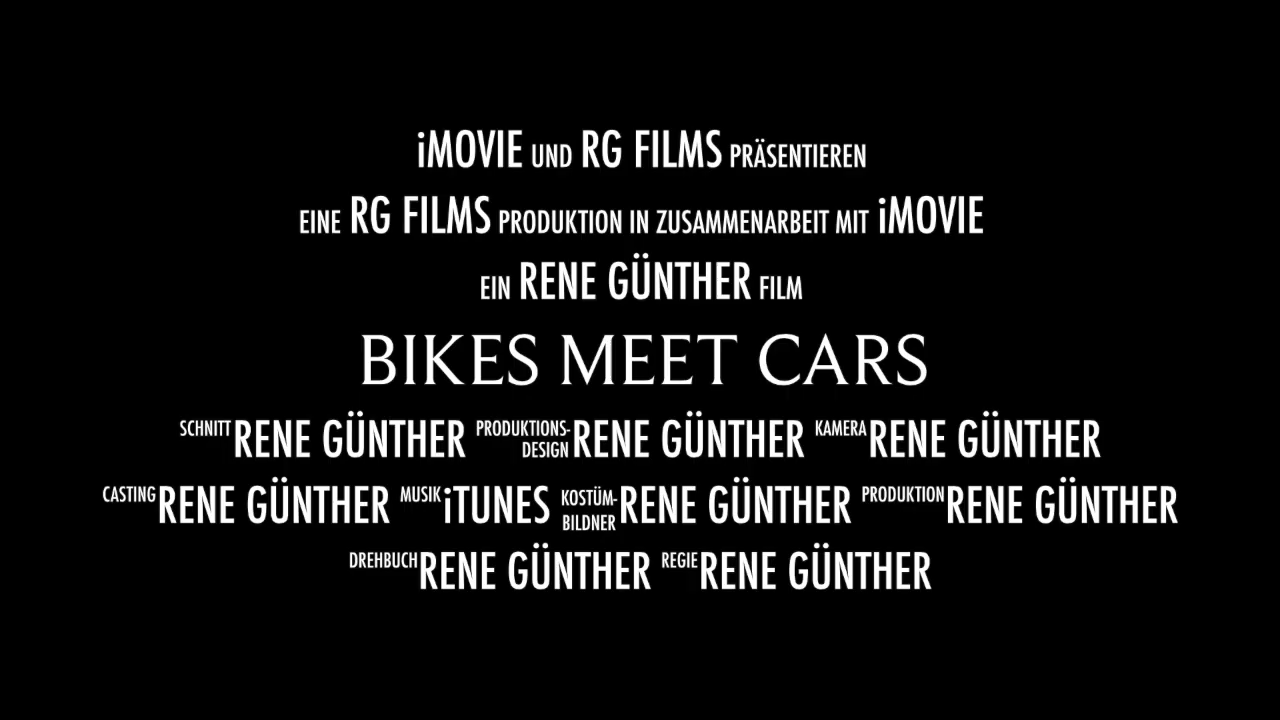 iMOVIE UND RG FILMS PRÄSENTIEREN
EINE RG FILMS PRODUKTION IN ZUSAMMENARBEIT MIT iMOVIE
EIN RENE GÜNTHER FILM
BIKES MEET CARS
SCHNITT RENE GÜNTHER PRODUKTIONS-DESIGN RENE GÜNTHER KAMERA RENE GÜNTHER
CASTING RENE GÜNTHER MUSIK iTUNES KOSTÜM-BILDNER RENE GÜNTHER PRODUKTION RENE GÜNTHER
DREHBUCH RENE GÜNTHER REGIE RENE GÜNTHER